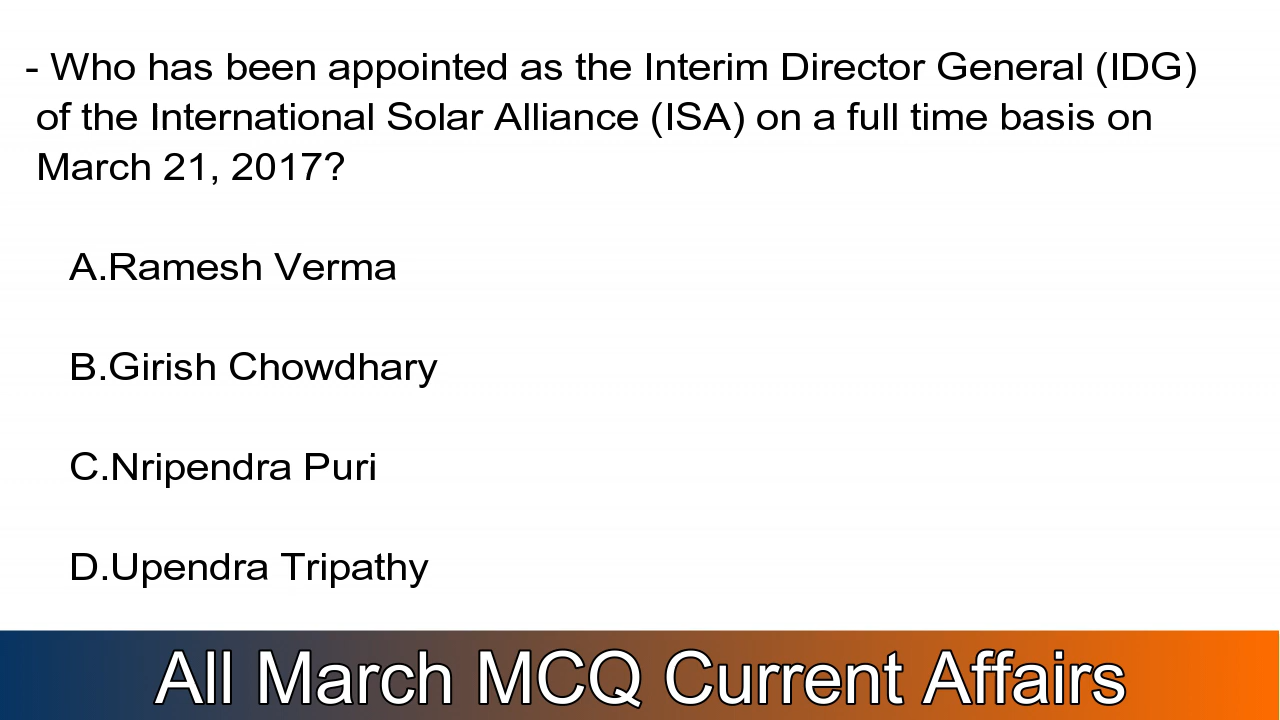 - Who has been appointed as the Interim Director General (IDG)
of the International Solar Alliance (ISA) on a full time basis on
March 21, 2017?
A.Ramesh Verma
B.Girish Chowdhary
C.Nripendra Puri
D.Upendra Tripathy
All March MCQ Current Affairs